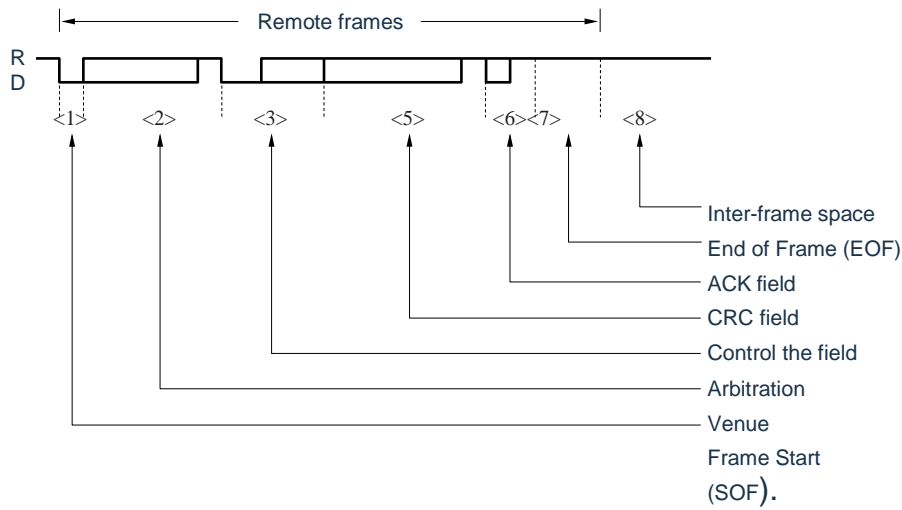 Remote frames
R
D
<1> <2> <3> <5> <6><7> <8>
Inter-frame space
End of Frame (EOF)
ACK field
CRC field
Control the field
Arbitration
Venue
Frame Start
(SOF).